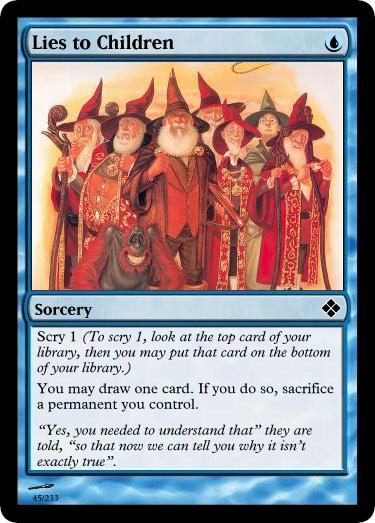 Lies to Children
Sorcery
Scry 1 (To scry 1, look at the top card of your
library, then you may put that card on the bottom
of your library.)
You may draw one card. If you do so, sacrifice
a permanent you control.
“Yes, you needed to understand that” they are
told, “so that now we can tell you why it isn’t
exactly true”.
45/233